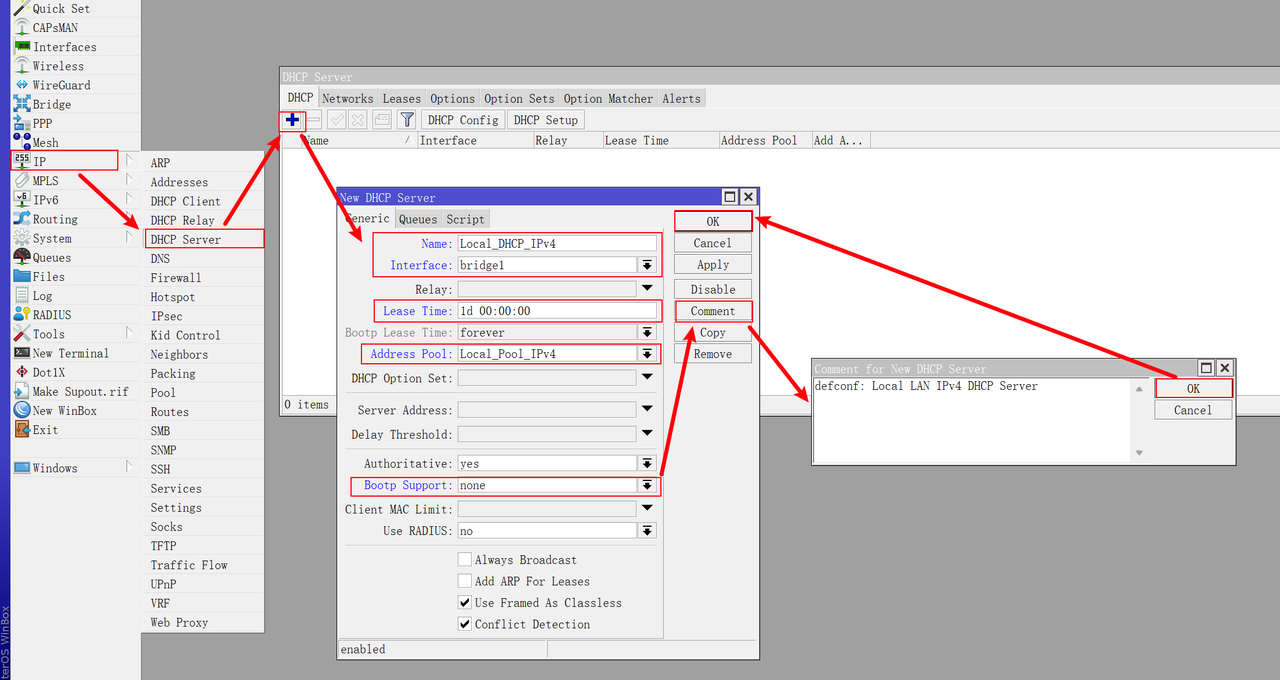 Quick Set
CAPsMAN
Interfaces
Wireless
WireGuard
Bridge
PPP
Mesh
IP
MPLS
IPv6
Routing
System
Queues
Files
Log
RADIUS
Tools
New Terminal
Dot1X
Make Supout.rif
New WinBox
Exit
Windows
terOS WinBox
ARP
Addresses
DHCP Client
DHCP Relay
DHCP Server
DNS
Firewall
Hotspot
IPsec
Kid Control
Neighbors
Packing
Pool
Routes
SMB
SNMP
SSH
Services
Settings
Socks
TFTP
Traffic Flow
UPnP
VRF
Web Proxy
DHCP Server
DHCP Networks Leases Options Option Sets Option Matcher Alerts
DHCP Config DHCP Setup
Name / Interface Relay Lease Time Address Pool Add A...
0 items
New DHCP Server
Generic Queues Script
Name: Local_DHCP_IPv4
Interface: bridge1
Relay:
Lease Time: 1d 00:00:00
Bootp Lease Time: forever
Address Pool: Local_Pool_IPv4
DHCP Option Set:
Server Address:
Delay Threshold:
Authoritative: yes
Bootp Support: none
Client MAC Limit:
Use RADIUS: no
Always Broadcast
Add ARP For Leases
Use Framed As Classless
Conflict Detection
enabled
OK
Cancel
Apply
Disable
Comment
Copy
Remove
Comment for New DHCP Server
defconf: Local LAN IPv4 DHCP Server
OK
Cancel